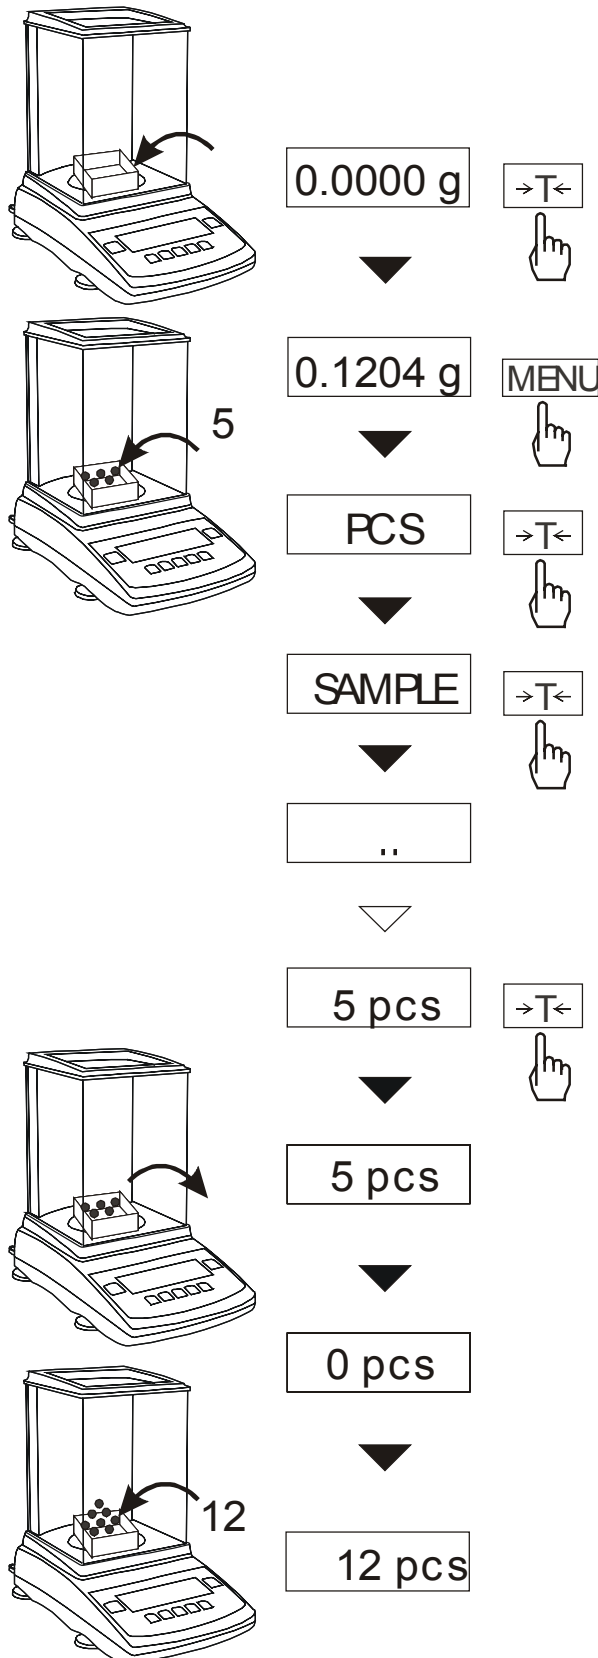 0.0000 g →T←
0.1204 g MENU
5
PCS →T←
SAMPLE →T←
..
5 pcs →T←
5 pcs
0 pcs
12
12 pcs